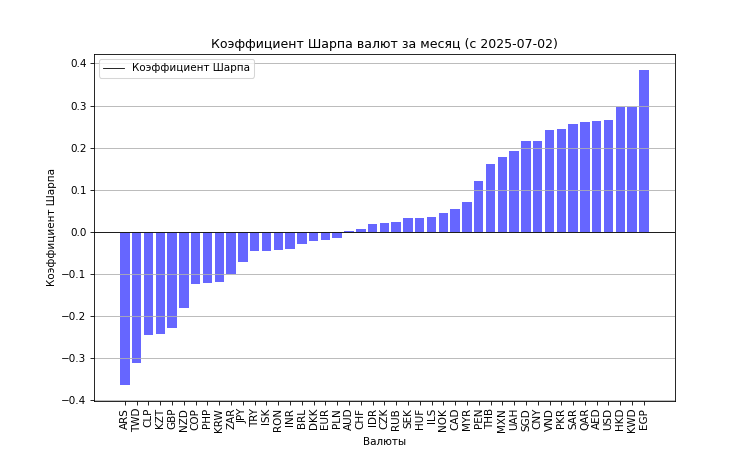 Коэффициент Шарпа валют за месяц (с 2025-07-02)
Коэффициент Шарпа
0.4
0.3
0.2
0.1
0.0
−0.1
−0.2
−0.3
−0.4
Коэффициент Шарпа
ARS TWD CLP KZT GBP NZD COP PHP KRW ZAR JPY TRY ISK RON INR BRL DKK EUR PLN AUD CHF IDR CZK RUB SEK HUF ILS NOK CAD MYR PEN THB MXN UAH SGD CNY VND PKR SAR QAR AED USD HKD KWD EGP
Валюты